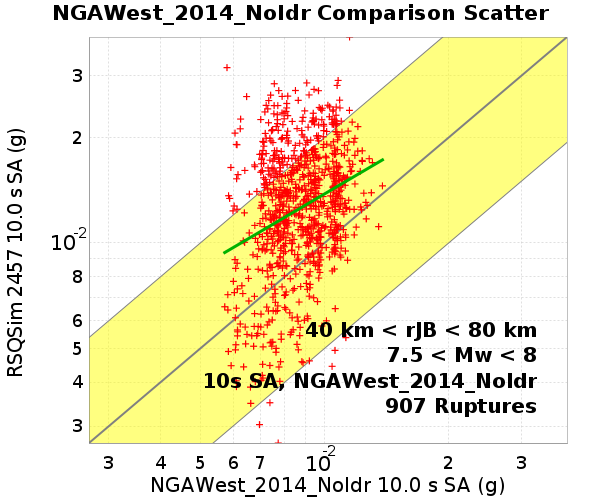 NGAWest_2014_NoIdr Comparison Scatter
RSQSim 2457 10.0 s SA (g)
3
2
10-2
8
6
5
4
3
40 km < rJB < 80 km
7.5 < Mw < 8
10s SA, NGAWest_2014_NoIdr
907 Ruptures
3 4 5 6 7 10-2 2 3
NGAWest_2014_NoIdr 10.0 s SA (g)